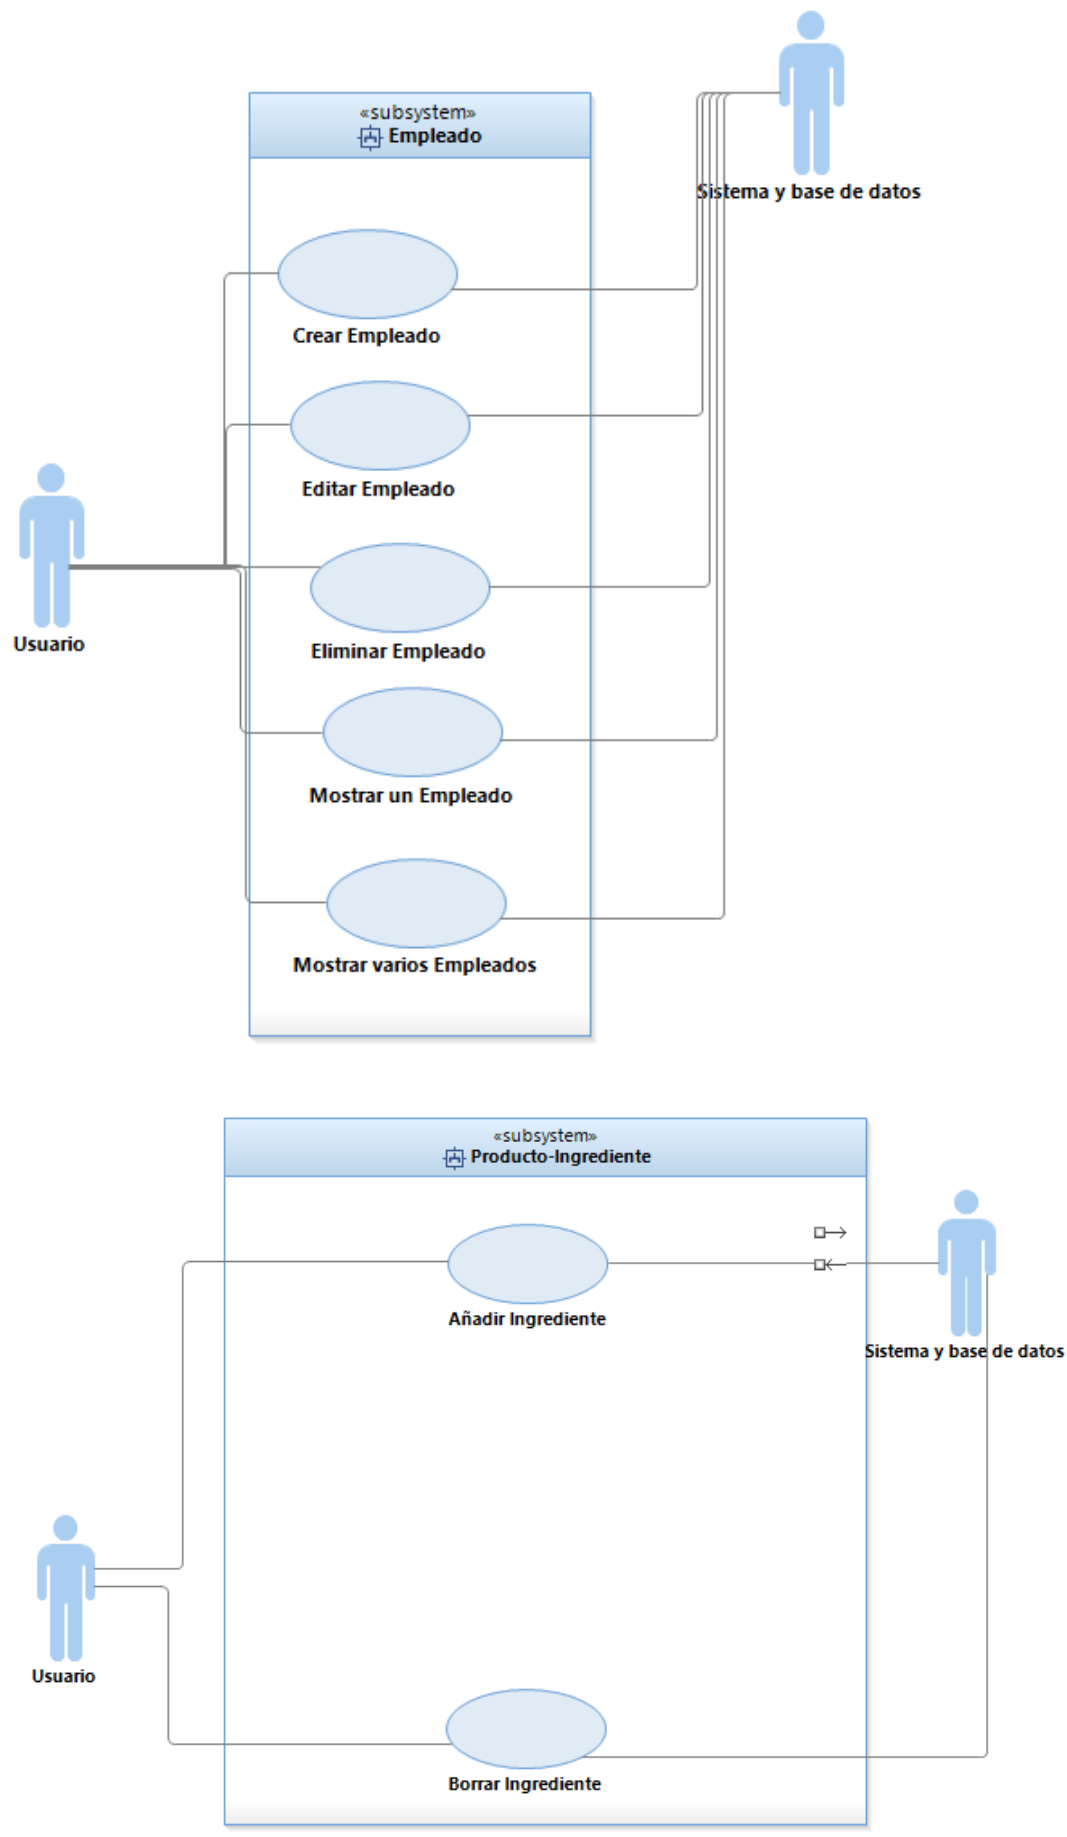 «subsystem»
Empleado
Sistema y base de datos
Crear Empleado
Editar Empleado
Usuario
Eliminar Empleado
Mostrar un Empleado
Mostrar varios Empleados
«subsystem»
Producto-Ingrediente
Añadir Ingrediente
Sistema y base de datos
Usuario
Borrar Ingrediente